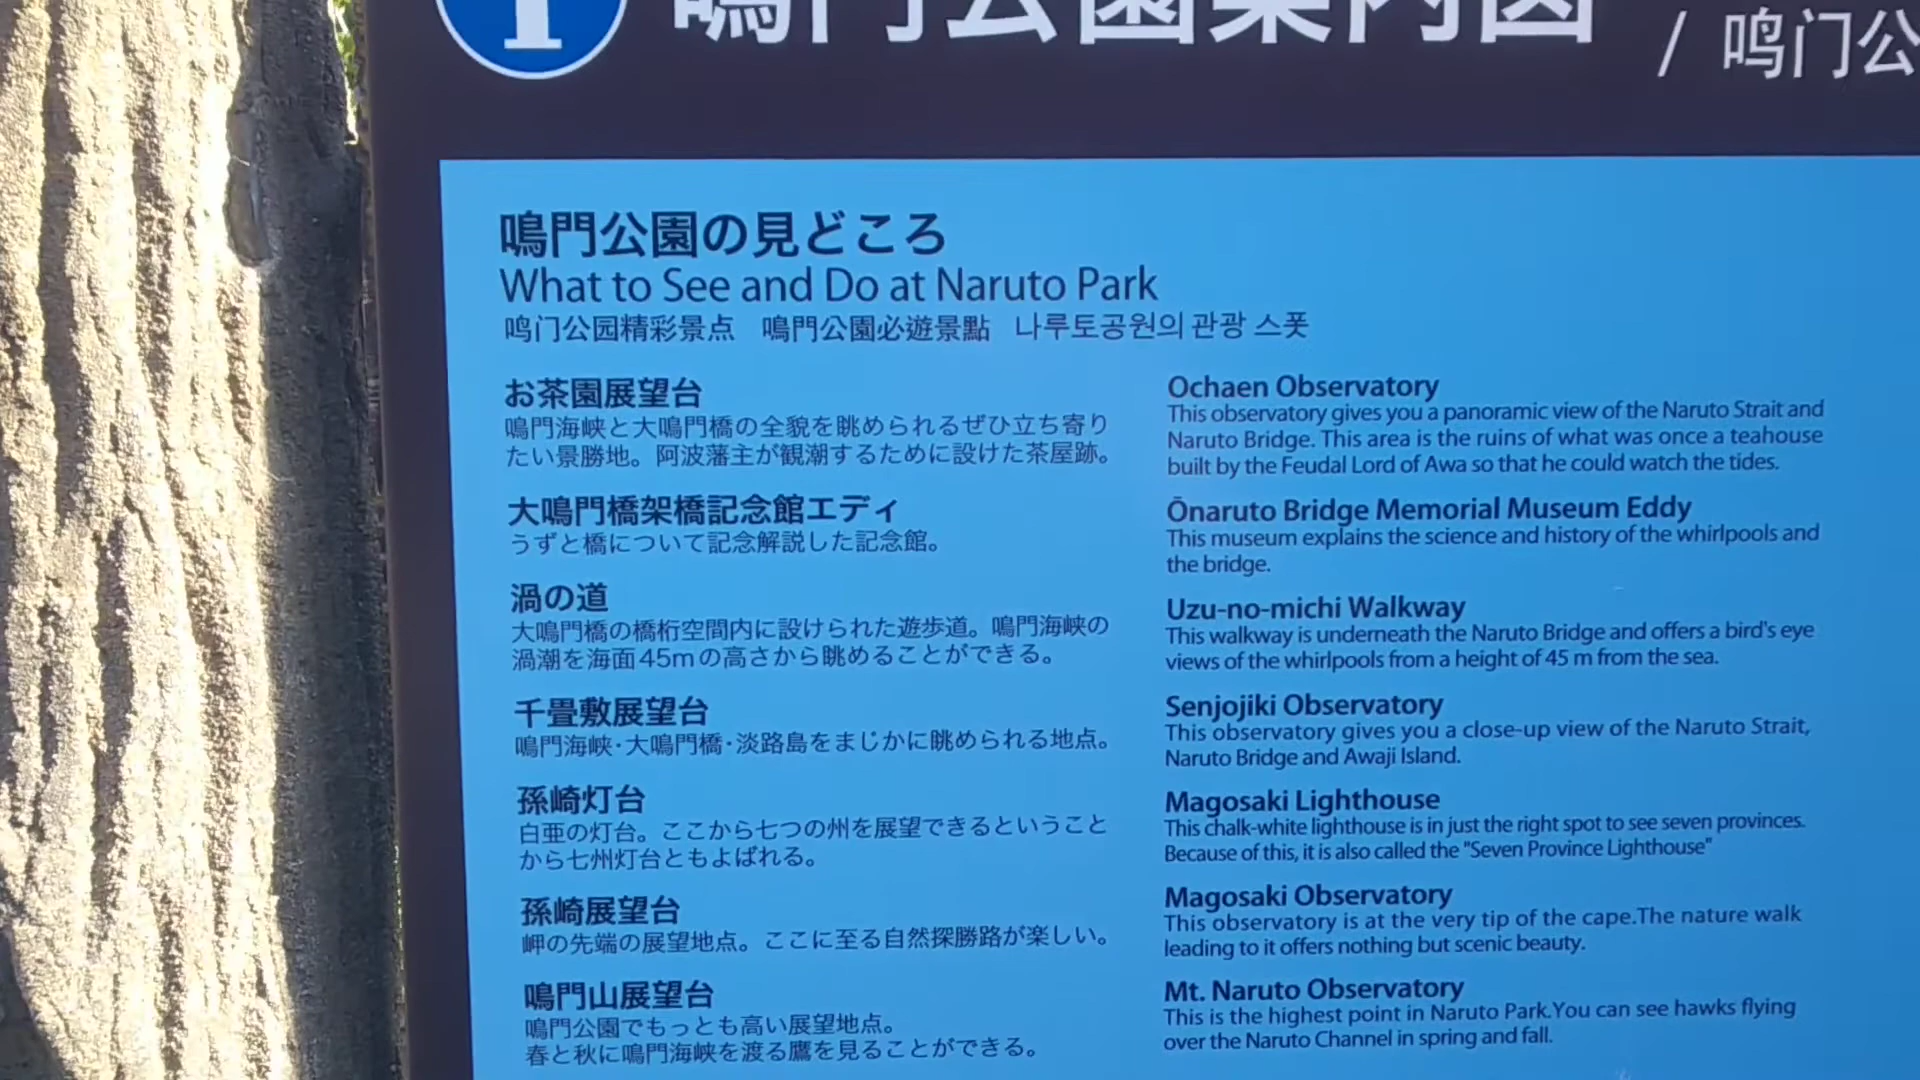 i
鳴門公園案内図
/ 鸣门公
鳴門公園の見どころ
What to See and Do at Naruto Park
鸣门公园精彩景点 鳴門公園必遊景點 나루토공원의 관광 스폿
お茶園展望台
鳴門海峡と大鳴門橋の全貌を眺められるぜひ立ち寄り
たい景勝地。阿波藩主が観潮するために設けた茶屋跡。
大鳴門橋架橋記念館エディ
うずと橋について記念解説した記念館。
渦の道
大鳴門橋の橋桁空間内に設けられた遊歩道。鳴門海峡の
渦潮を海面45mの高さから眺めることができる。
千畳敷展望台
鳴門海峡・大鳴門橋・淡路島をまじかに眺められる地点。
孫崎灯台
白亜の灯台。ここから七つの州を展望できるということ
から七州灯台ともよばれる。
孫崎展望台
岬の先端の展望地点。ここに至る自然探勝路が楽しい。
鳴門山展望台
鳴門公園でもっとも高い展望地点。
春と秋に鳴門海峡を渡る鷹を見ることができる。
Ochaen Observatory
This observatory gives you a panoramic view of the Naruto Strait and
Naruto Bridge. This area is the ruins of what was once a teahouse
built by the Feudal Lord of Awa so that he could watch the tides.
Ōnaruto Bridge Memorial Museum Eddy
This museum explains the science and history of the whirlpools and
the bridge.
Uzu-no-michi Walkway
This walkway is underneath the Naruto Bridge and offers a bird's eye
views of the whirlpools from a height of 45 m from the sea.
Senjojiki Observatory
This observatory gives you a close-up view of the Naruto Strait,
Naruto Bridge and Awaji Island.
Magosaki Lighthouse
This chalk-white lighthouse is in just the right spot to see seven provinces.
Because of this, it is also called the "Seven Province Lighthouse"
Magosaki Observatory
This observatory is at the very tip of the cape.The nature walk
leading to it offers nothing but scenic beauty.
Mt. Naruto Observatory
This is the highest point in Naruto Park.You can see hawks flying
over the Naruto Channel in spring and fall.